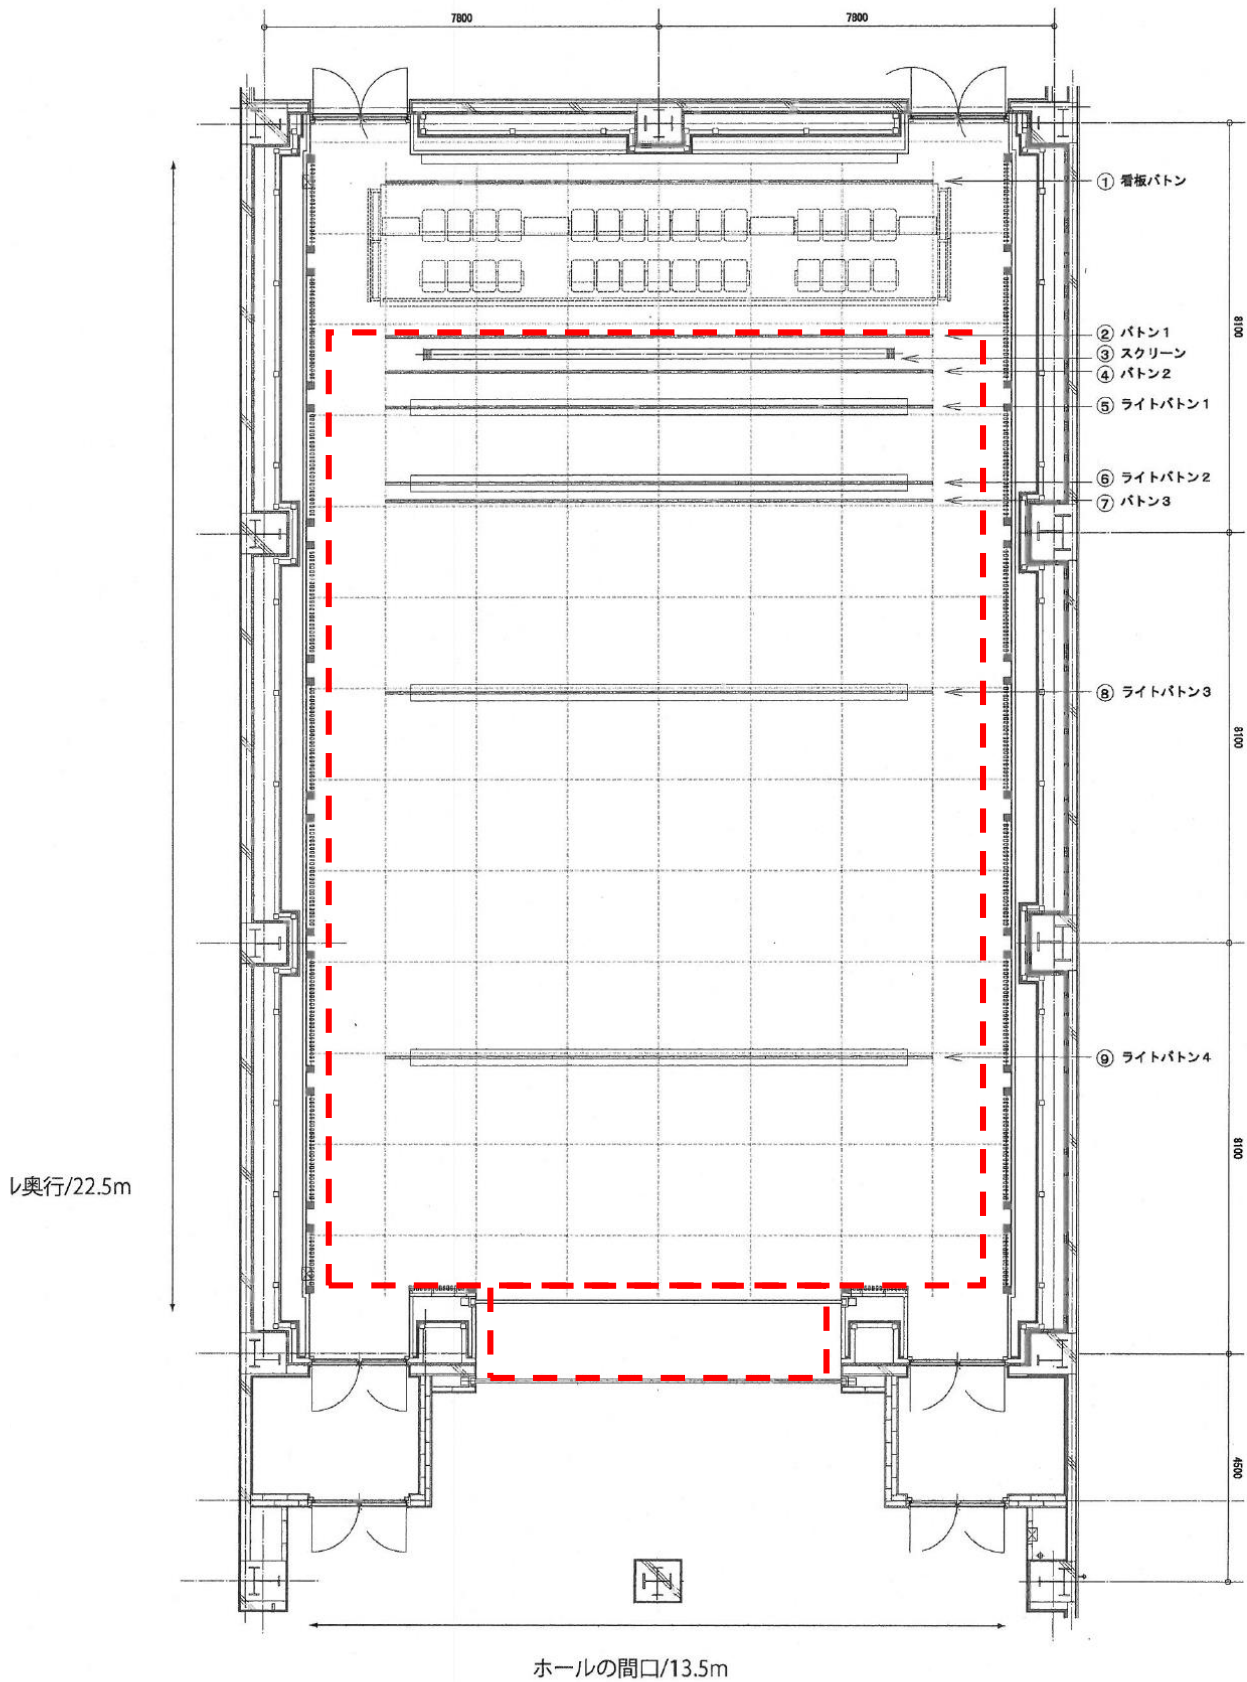 7800
7800
① 看板バトン
8100
② バトン1
③ スクリーン
④ バトン2
⑤ ライトバトン1
⑥ ライトバトン2
⑦ バトン3
⑧ ライトバトン3
8100
⑨ ライトバトン4
8100
ル奥行/22.5m
4500
ホールの間口/13.5m